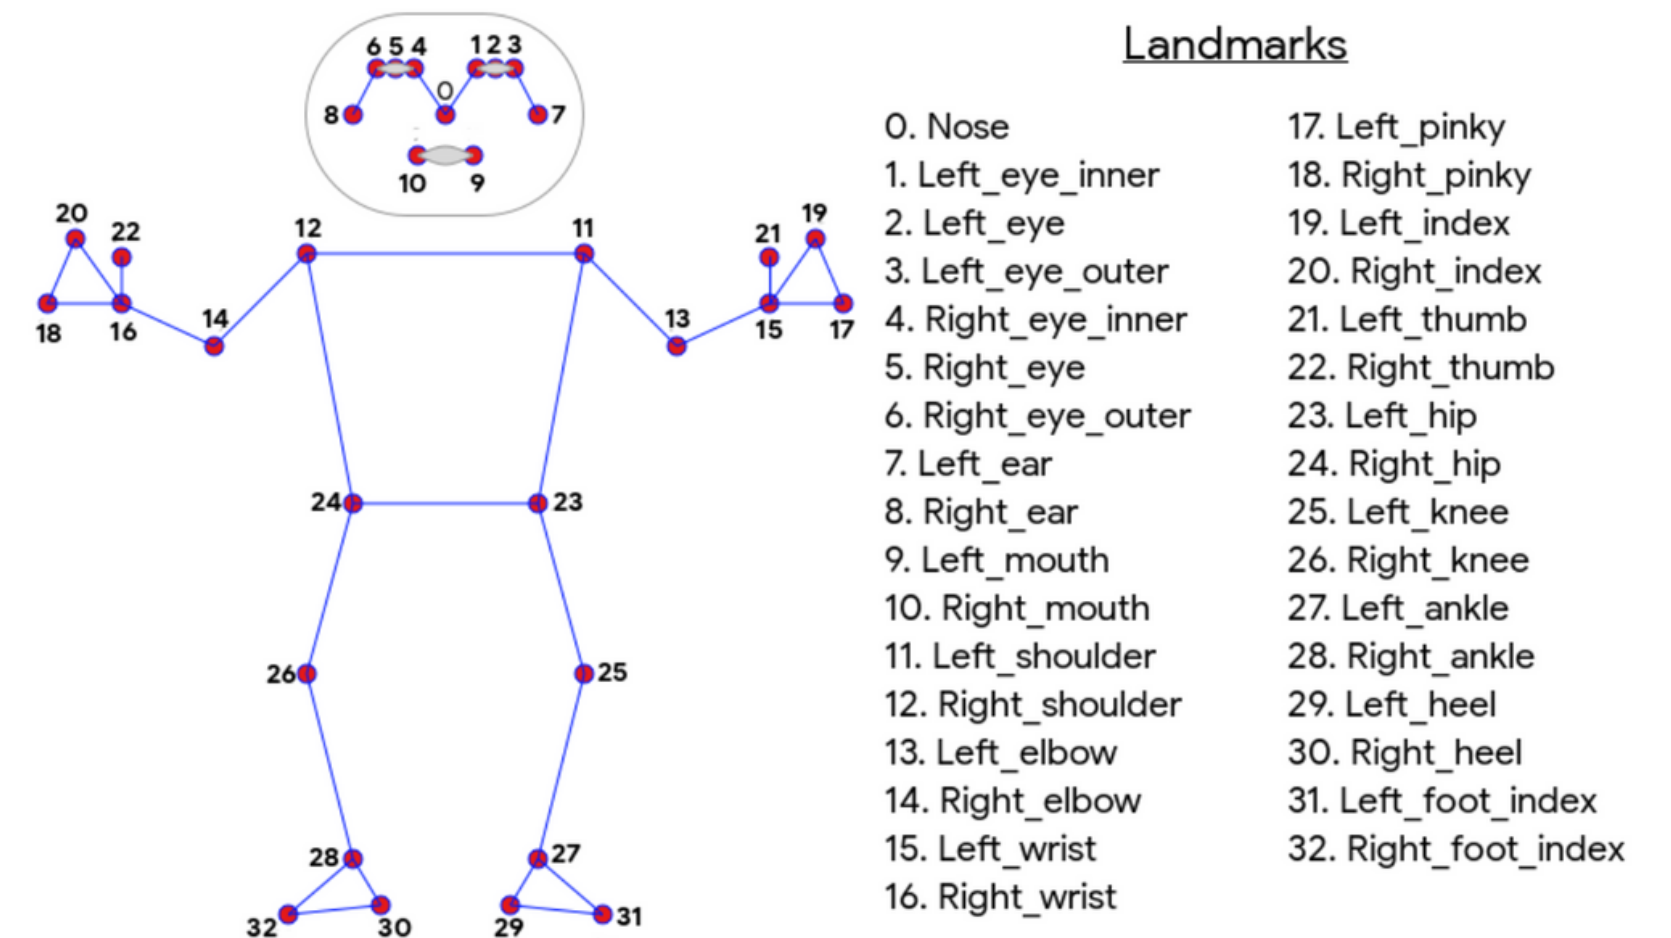 6 5 4 1 2 3
0
8 7
10 9
20 19
22 12 11 21
14 13
18 16 15 17
24 23
26 25
28 27
32 30 29 31
Landmarks
0. Nose
1. Left_eye_inner
2. Left_eye
3. Left_eye_outer
4. Right_eye_inner
5. Right_eye
6. Right_eye_outer
7. Left_ear
8. Right_ear
9. Left_mouth
10. Right_mouth
11. Left_shoulder
12. Right_shoulder
13. Left_elbow
14. Right_elbow
15. Left_wrist
16. Right_wrist
17. Left_pinky
18. Right_pinky
19. Left_index
20. Right_index
21. Left_thumb
22. Right_thumb
23. Left_hip
24. Right_hip
25. Left_knee
26. Right_knee
27. Left_ankle
28. Right_ankle
29. Left_heel
30. Right_heel
31. Left_foot_index
32. Right_foot_index